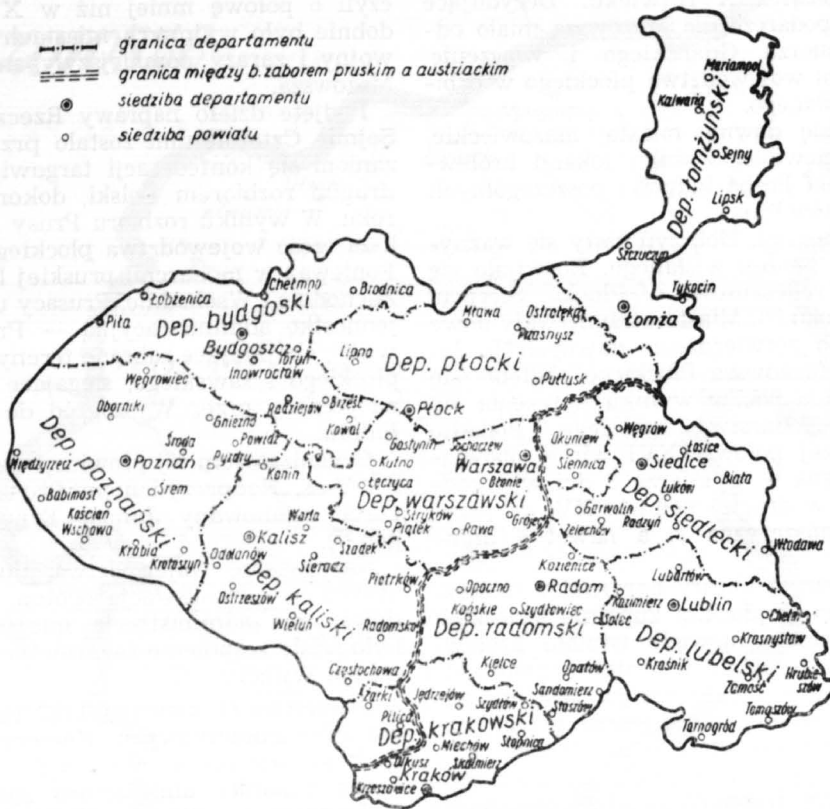 granica departamentu
granica między b. zaborem pruskim a austriackim
siedziba departamentu
siedziba powiatu
Mariampol
Kalwaria
Sejny
Dep. łomżyński
Lipsk
Szczuczyn
Tykocin
Łomża
Łobżenica
Chełmno
Brodnica
Piła
Dep. bydgoski
Mława
Ostrołęka
Przasnysz
Bydgoszcz
Toruń
Inowrocław
Lipno
Dep. płocki
Węgrowiec
Pułtusk
Radziejów
Brześć
Płock
Oborniki
Gniezno
Kowal
Gostynin
Sochaczew
Okuniew
Węgrów
Środa
Powidz
Kutno
Warszawa
Siennica
Siedlce
Łosice
Międzyrzecz
Dep. poznański
Poznań
Pyzdry
Konin
Łęczyca
Błonie
Biała
Babimost
Śrem
Dep. warszawski
Garwolin
Łuków
Kościan
Warta
Stryków
Grójec
Radzyń
Dep. siedlecki
Wschowa
Kalisz
Piątek
Rawa
Żelechów
Krobia
Krotoszyn
Odolanów
Szadek
Sieradz
Kozienice
Włodawa
Dep. kaliski
Piotrków
Opoczno
Radom
Lubartów
Ostrzeszów
Kazimierz
Lublin
Wieluń
Końskie
Szydłowiec
Solec
Chełm
Radomsko
Dep. radomski
Dep. lubelski
Krasnystaw
Kraśnik
Hrubie
szów
Częstochowa
Kielce
Opatów
Zamość
Żarki
Jędrzejów
Szydłów
Sandomierz
Staszów
Tomaszów
Pilica
Dep. krakowski
Stopnica
Tarnogród
Miechów
Skalmierz
Olkusz
Kraków
Krzeszowice